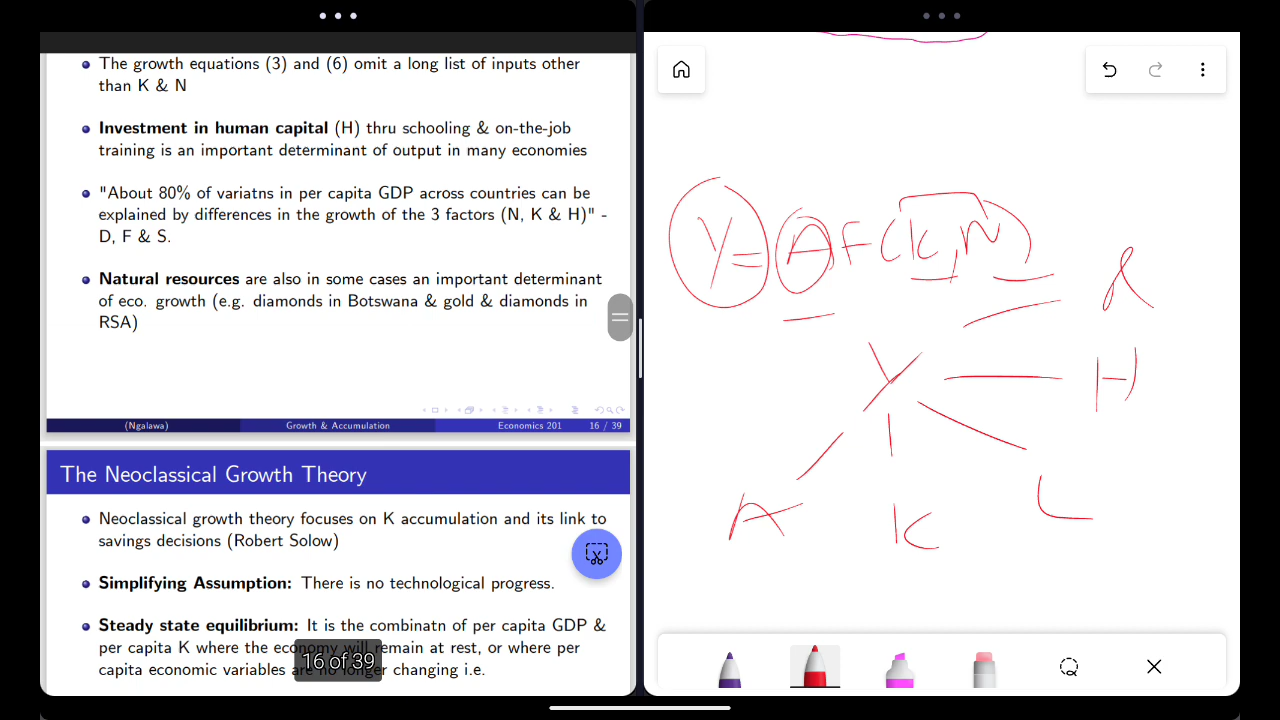 The growth equations (3) and (6) omit a long list of inputs other
than K & N
Investment in human capital (H) thru schooling & on-the-job
training is an important determinant of output in many economies
"About 80% of variatns in per capita GDP across countries can be
explained by differences in the growth of the 3 factors (N, K & H)" -
D, F & S.
Natural resources are also in some cases an important determinant
of eco. growth (e.g. diamonds in Botswana & gold & diamonds in
RSA)
(Ngalawa) Growth & Accumulation Economics 201 16 / 39
The Neoclassical Growth Theory
Neoclassical growth theory focuses on K accumulation and its link to
savings decisions (Robert Solow)
Simplifying Assumption: There is no technological progress.
Steady state equilibrium: It is the combinatn of per capita GDP &
per capita K where the economy will remain at rest, or where per
capita economic variables are no longer changing i.e.
16 of 39
Y = A F (K, N)
Y
H
A
K
L